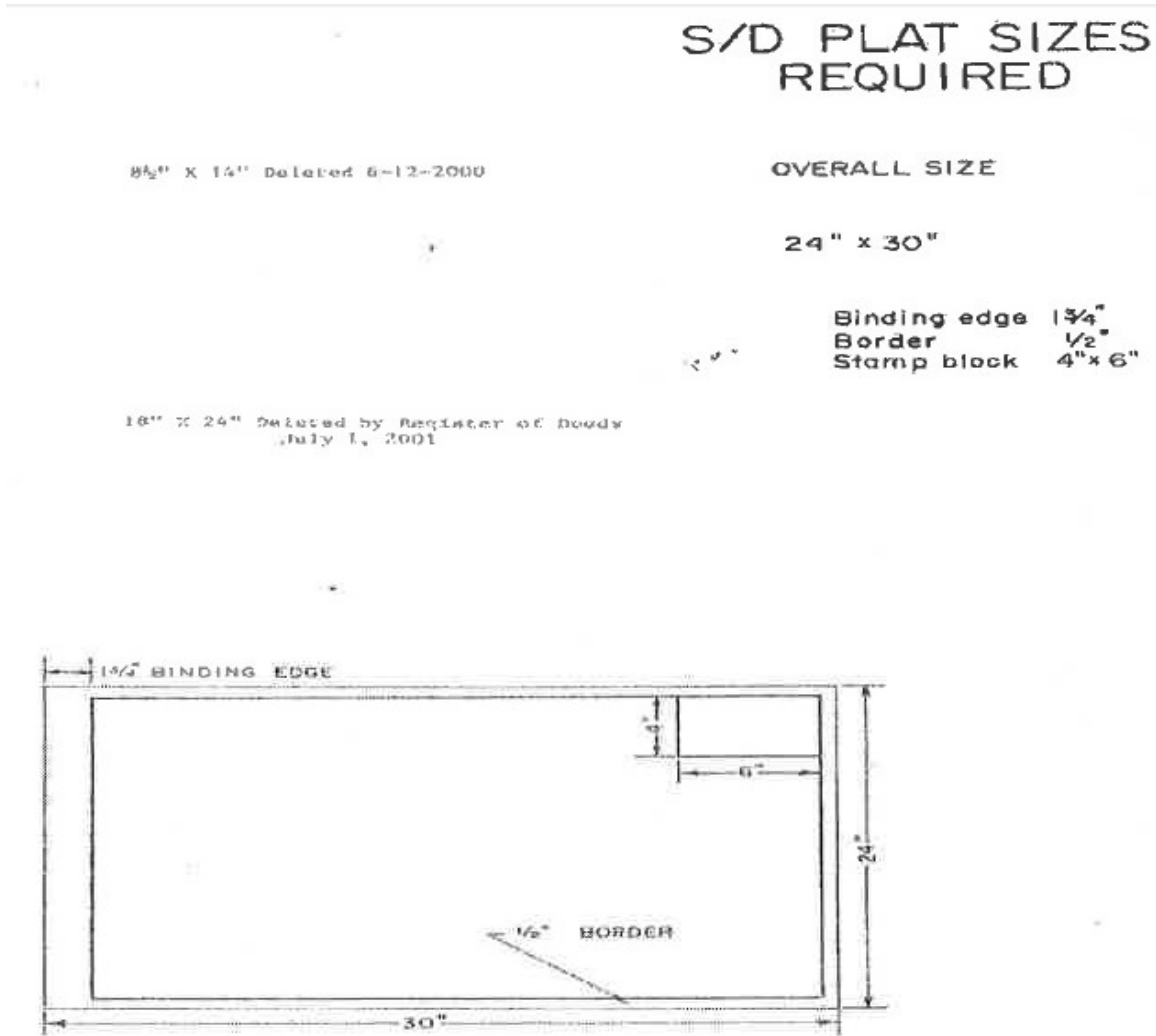 S/D PLAT SIZES
REQUIRED
8½" X 14" Deleted 6-12-2000
OVERALL SIZE
24" x 30"
Binding edge 1¾"
Border ½"
Stamp block 4" x 6"
18" X 24" Deleted by Register of Deeds
July 1, 2001
1¾" BINDING EDGE
4"
6"
24"
½" BORDER
30"